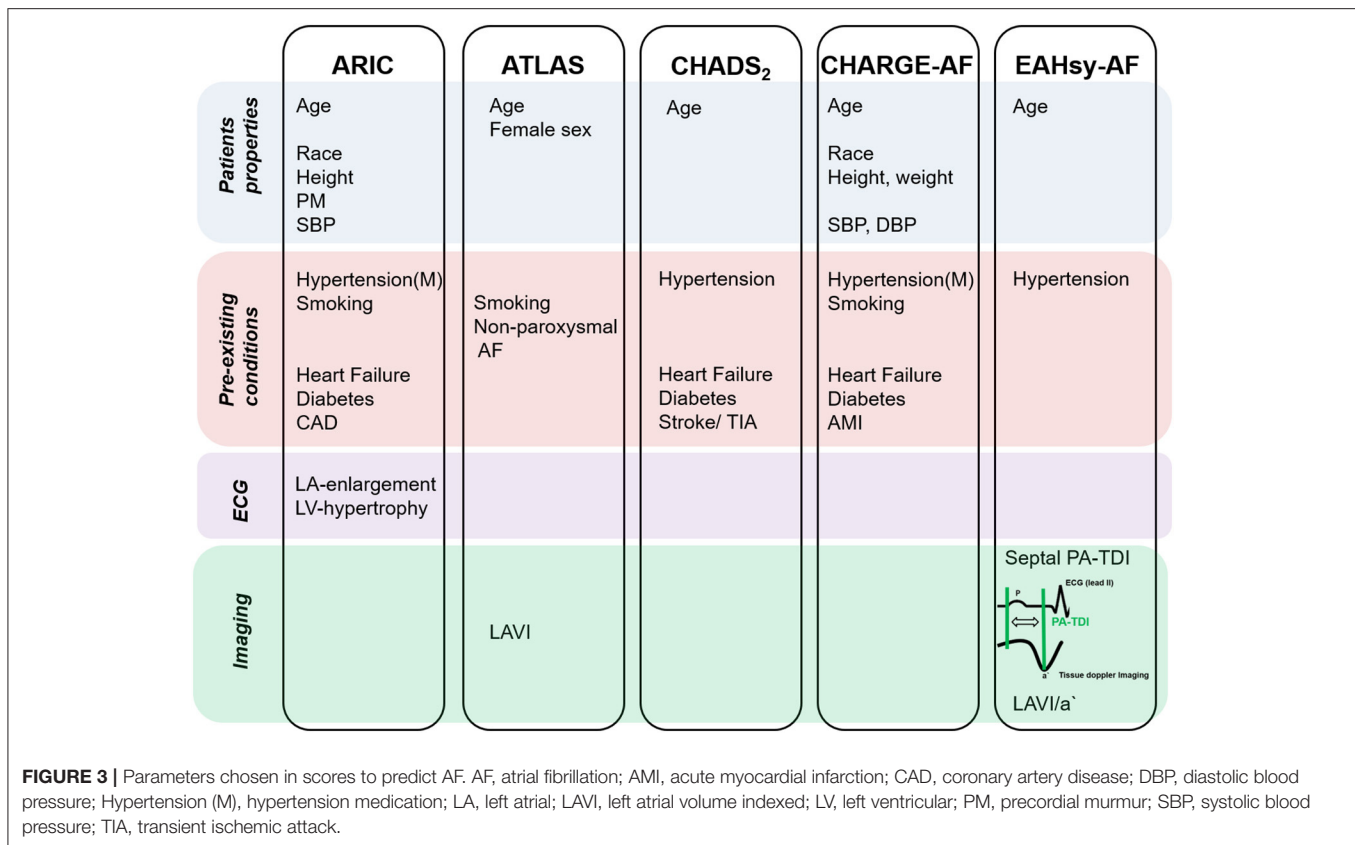 ARIC
ATLAS
CHADS₂
CHARGE-AF
EAHsy-AF
Patients
properties
Age
Race
Height
PM
SBP
Age
Female sex
Age
Age
Race
Height, weight
SBP, DBP
Age
Pre-existing
conditions
Hypertension(M)
Smoking
Heart Failure
Diabetes
CAD
Smoking
Non-paroxysmal
AF
Hypertension
Heart Failure
Diabetes
Stroke/ TIA
Hypertension(M)
Smoking
Heart Failure
Diabetes
AMI
Hypertension
ECG
LA-enlargement
LV-hypertrophy
Imaging
LAVI
Septal PA-TDI
ECG (lead II)
P
PA-TDI
a`
Tissue doppler Imaging
LAVI/a`
FIGURE 3 | Parameters chosen in scores to predict AF. AF, atrial fibrillation; AMI, acute myocardial infarction; CAD, coronary artery disease; DBP, diastolic blood
pressure; Hypertension (M), hypertension medication; LA, left atrial; LAVI, left atrial volume indexed; LV, left ventricular; PM, precordial murmur; SBP, systolic blood
pressure; TIA, transient ischemic attack.